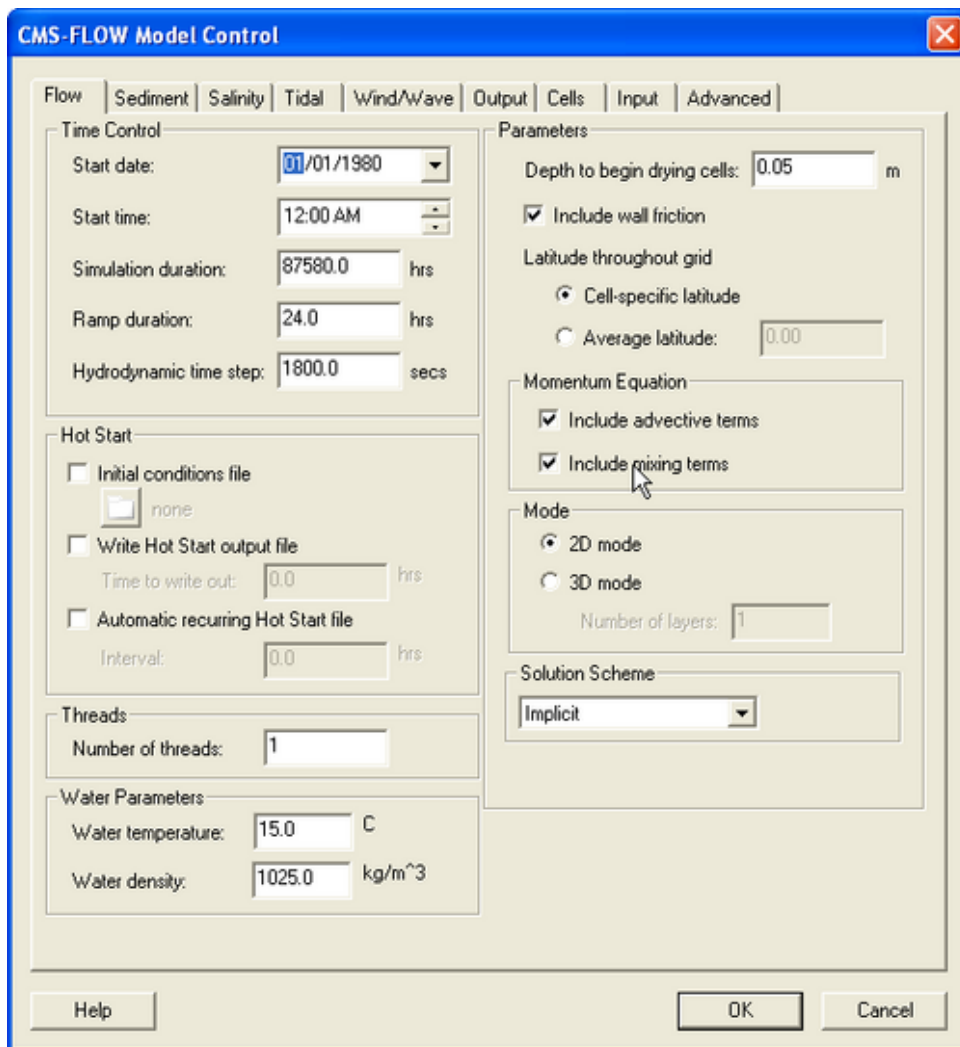 CMS-FLOW Model Control
Flow Sediment Salinity Tidal Wind/Wave Output Cells Input Advanced
Time Control
Start date: 01/01/1980
Start time: 12:00 AM
Simulation duration: 87580.0 hrs
Ramp duration: 24.0 hrs
Hydrodynamic time step: 1800.0 secs
Hot Start
Initial conditions file
none
Write Hot Start output file
Time to write out: 0.0 hrs
Automatic recurring Hot Start file
Interval: 0.0 hrs
Threads
Number of threads: 1
Water Parameters
Water temperature: 15.0 C
Water density: 1025.0 kg/m^3
Parameters
Depth to begin drying cells: 0.05 m
Include wall friction
Latitude throughout grid
Cell-specific latitude
Average latitude: 0.00
Momentum Equation
Include advective terms
Include mixing terms
Mode
2D mode
3D mode
Number of layers: 1
Solution Scheme
Implicit
Help OK Cancel